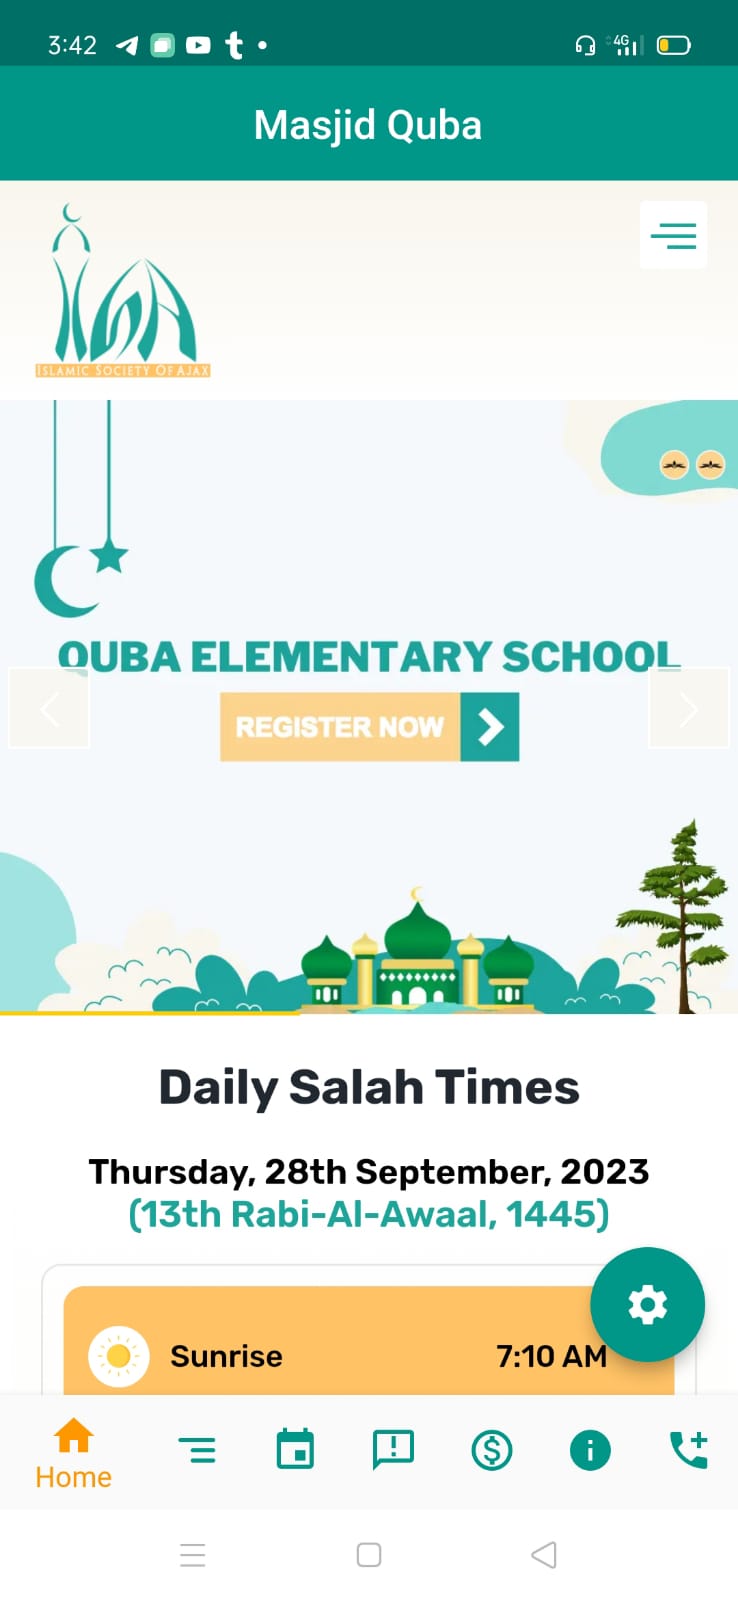 3:42
4G
Masjid Quba
ISLAMIC SOCIETY OF AJAX
QUBA ELEMENTARY SCHOOL
REGISTER NOW
Daily Salah Times
Thursday, 28th September, 2023
(13th Rabi-Al-Awaal, 1445)
Sunrise 7:10 AM
Home